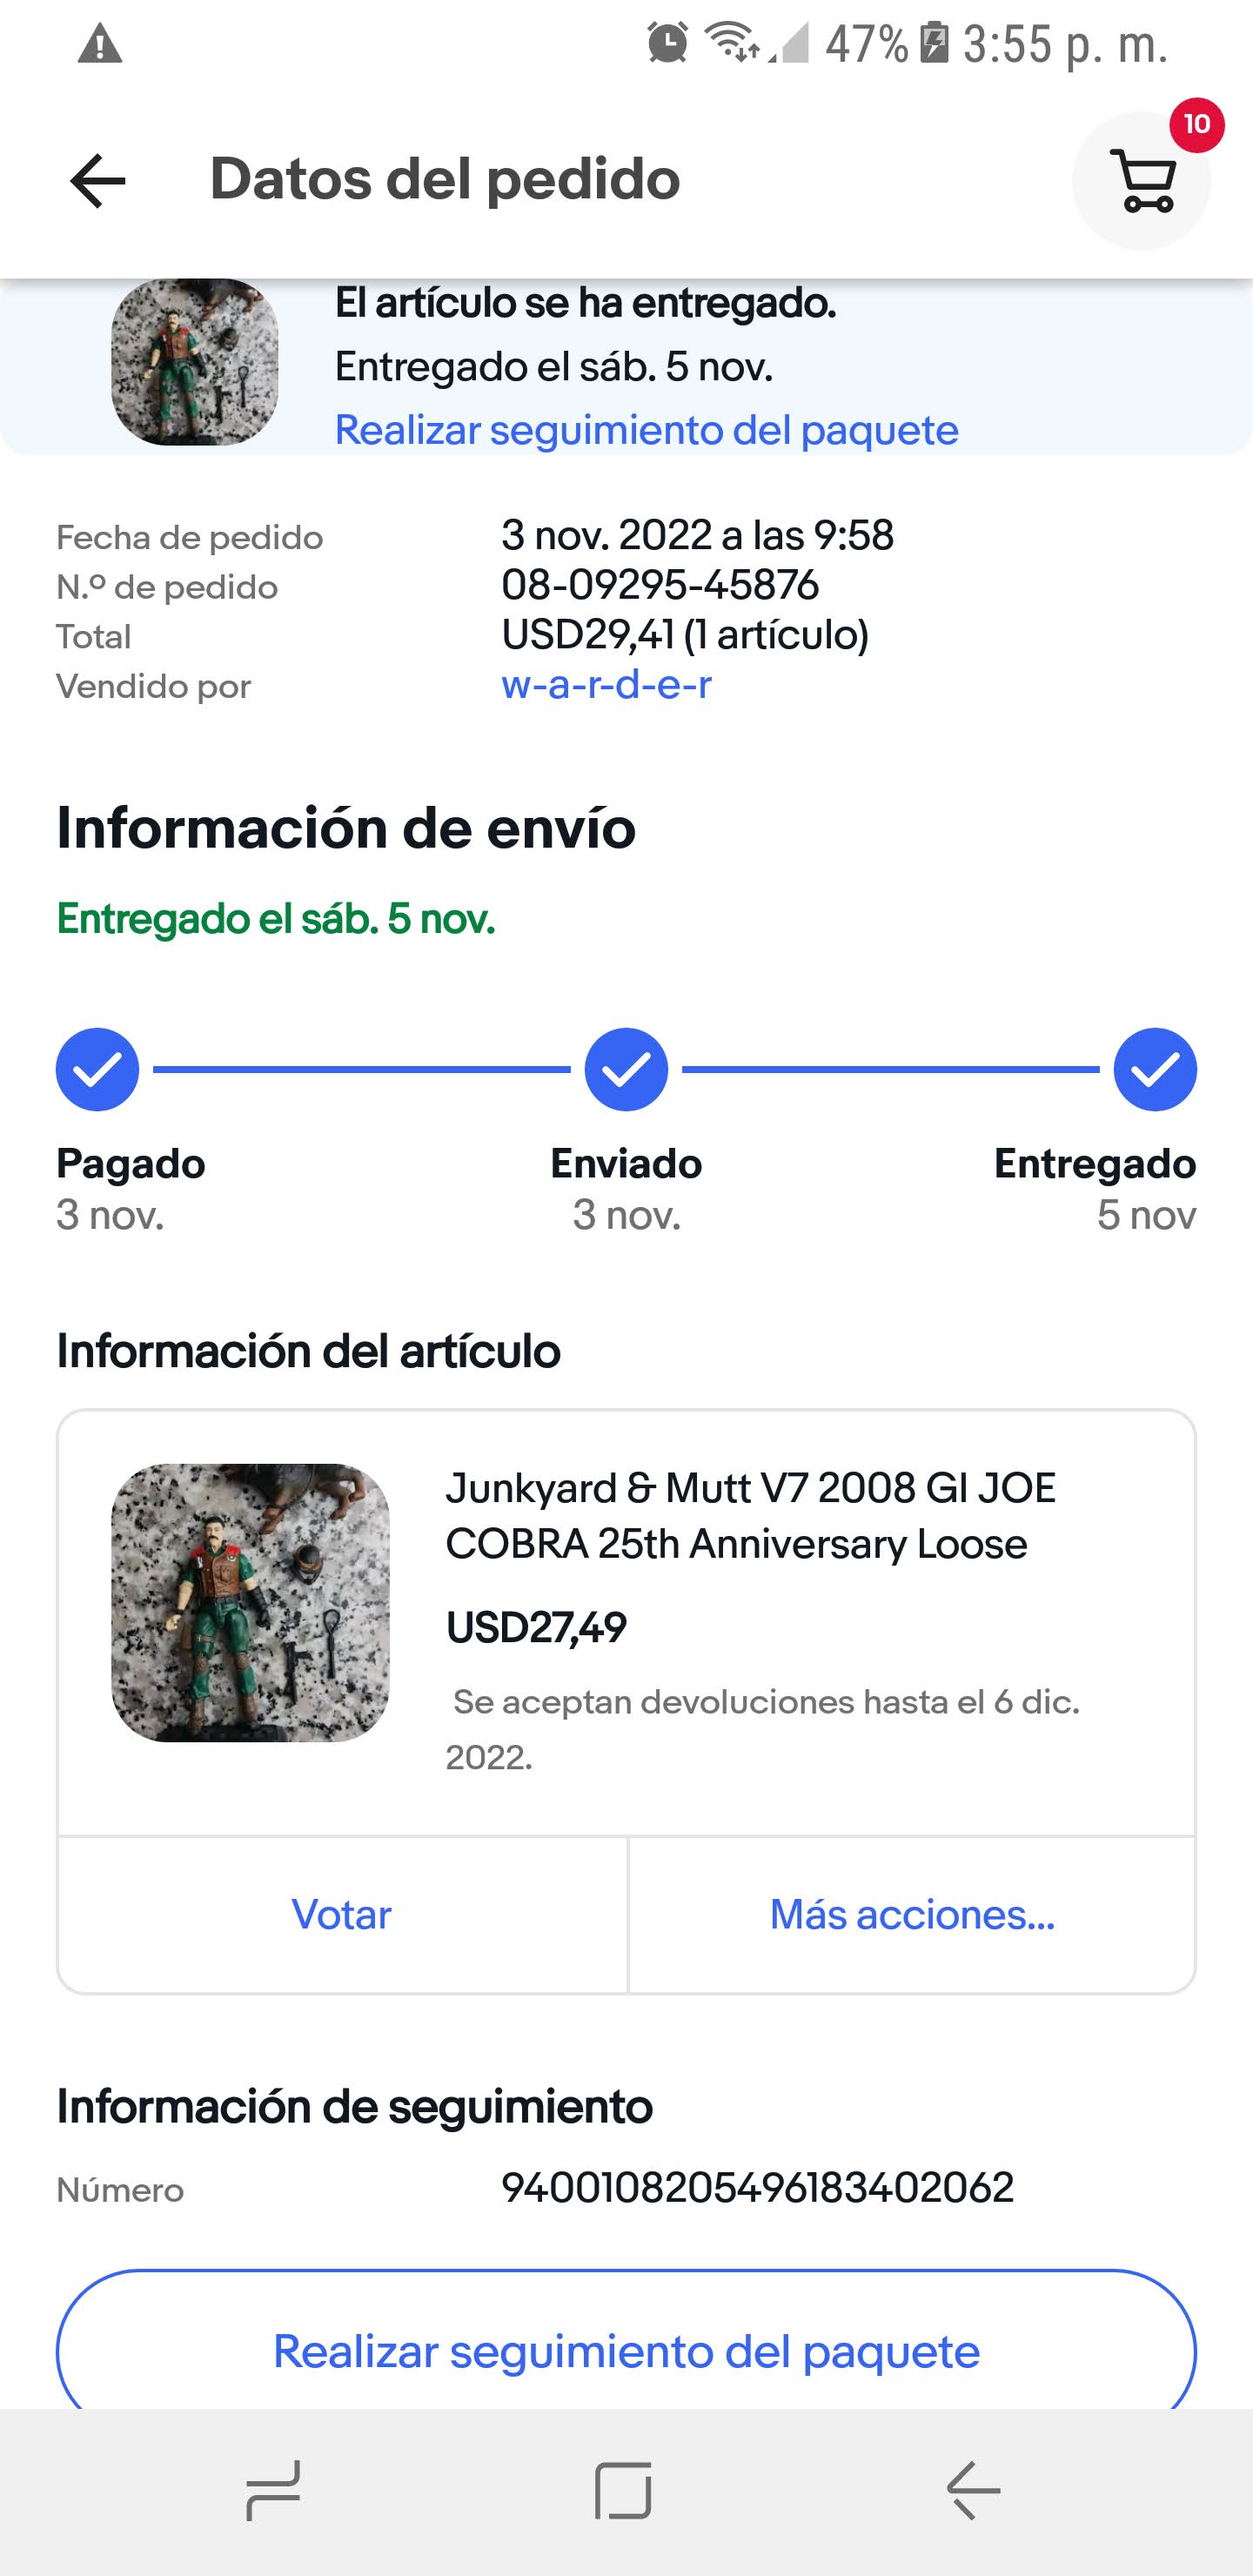 47% 3:55 p. m.
Datos del pedido
10
El artículo se ha entregado.
Entregado el sáb. 5 nov.
Realizar seguimiento del paquete
Fecha de pedido 3 nov. 2022 a las 9:58
N.º de pedido 08-09295-45876
Total USD29,41 (1 artículo)
Vendido por w-a-r-d-e-r
Información de envío
Entregado el sáb. 5 nov.
Pagado Enviado Entregado
3 nov. 3 nov. 5 nov
Información del artículo
Junkyard & Mutt V7 2008 GI JOE
COBRA 25th Anniversary Loose
USD27,49
Se aceptan devoluciones hasta el 6 dic.
2022.
Votar Más acciones...
Información de seguimiento
Número 9400108205496183402062
Realizar seguimiento del paquete